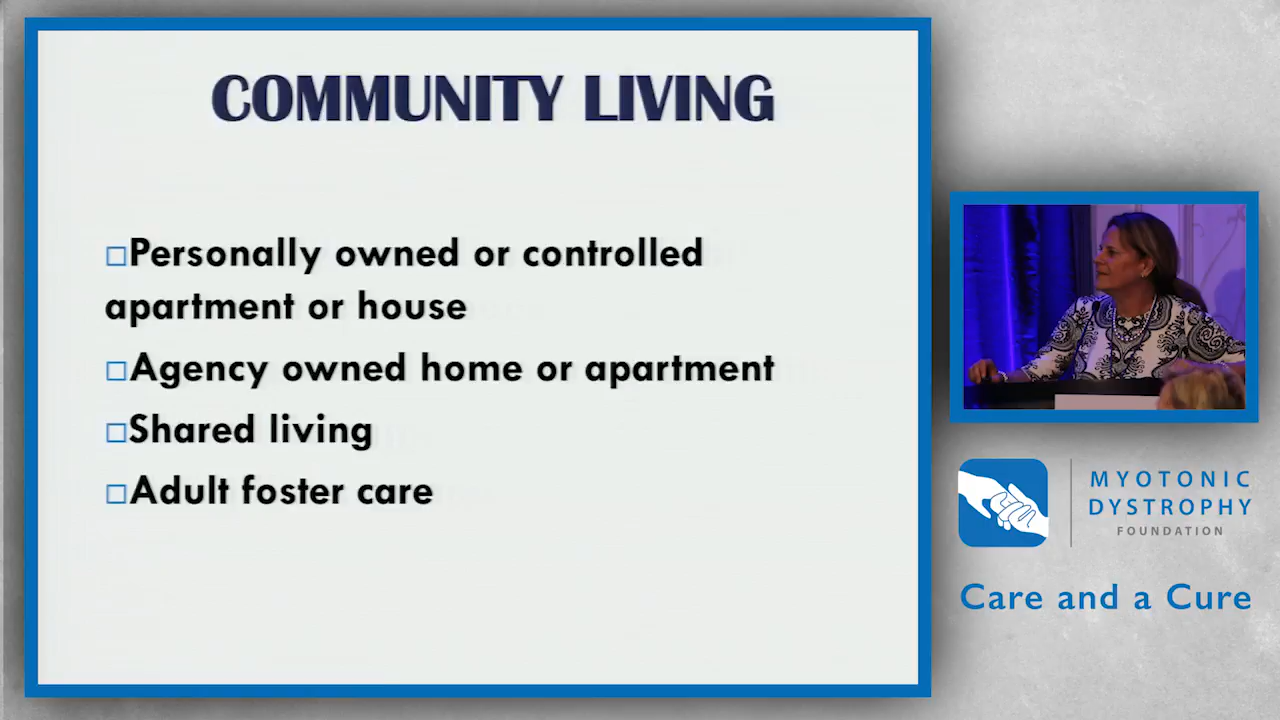 COMMUNITY LIVING
□Personally owned or controlled
apartment or house
□Agency owned home or apartment
□Shared living
□Adult foster care
MYOTONIC
DYSTROPHY
FOUNDATION
Care and a Cure